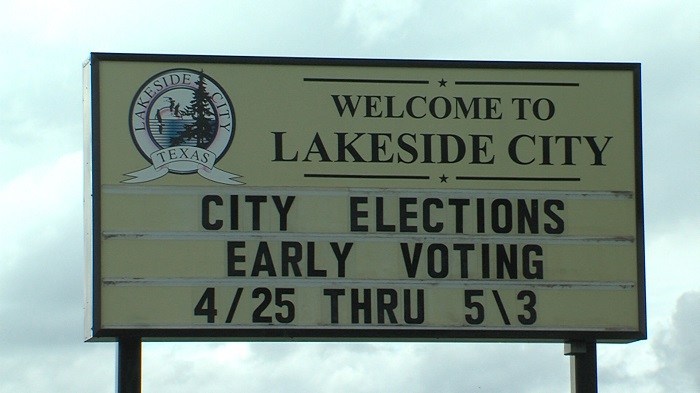 LAKESIDE CITY
TEXAS
WELCOME TO
LAKESIDE CITY
CITY ELECTIONS
EARLY VOTING
4/25 THRU 5\3